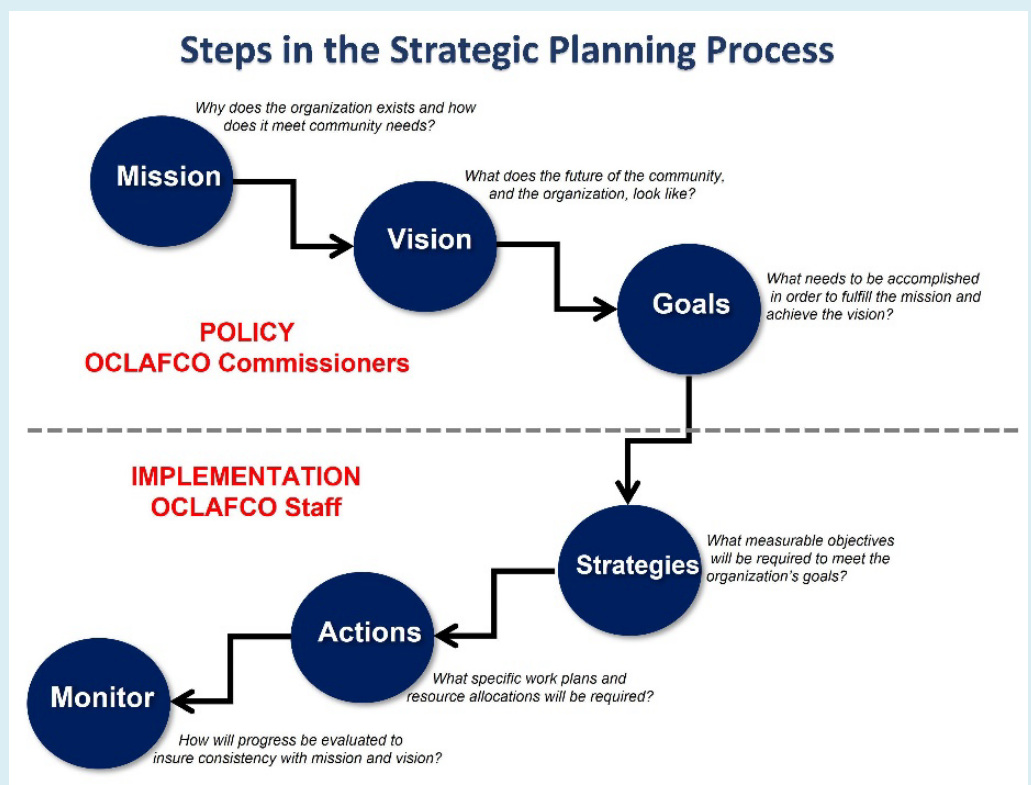 Steps in the Strategic Planning Process
Why does the organization exists and how
does it meet community needs?
Mission
What does the future of the community,
and the organization, look like?
Vision
What needs to be accomplished
in order to fulfill the mission and
achieve the vision?
Goals
POLICY
OCLAFCO Commissioners
IMPLEMENTATION
OCLAFCO Staff
Strategies
What measurable objectives
will be required to meet the
organization's goals?
Actions
What specific work plans and
resource allocations will be required?
Monitor
How will progress be evaluated to
insure consistency with mission and vision?